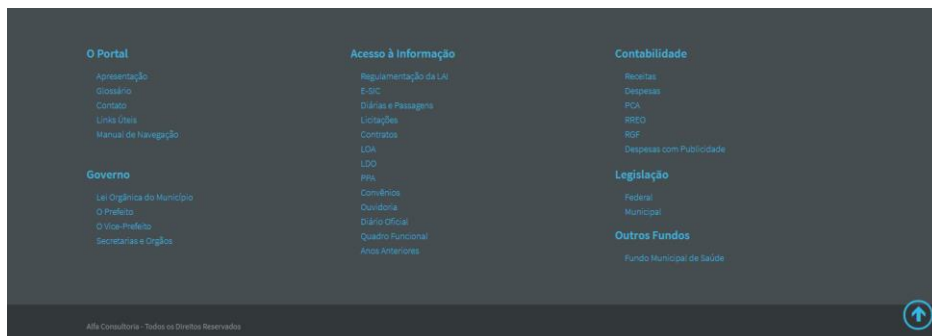 O Portal
Apresentação
Glossário
Contato
Links Úteis
Manual de Navegação
Governo
Lei Orgânica do Município
O Prefeito
O Vice-Prefeito
Secretarias e Orgãos
Acesso à Informação
Regulamentação da LAI
E-SIC
Diárias e Passagens
Licitações
Contratos
LOA
LDO
PPA
Convênios
Ouvidoria
Diário Oficial
Quadro Funcional
Anos Anteriores
Contabilidade
Receitas
Despesas
PCA
RREO
RGF
Despesas com Publicidade
Legislação
Federal
Municipal
Outros Fundos
Fundo Municipal de Saúde
Alfa Consultoria - Todos os Direitos Reservados